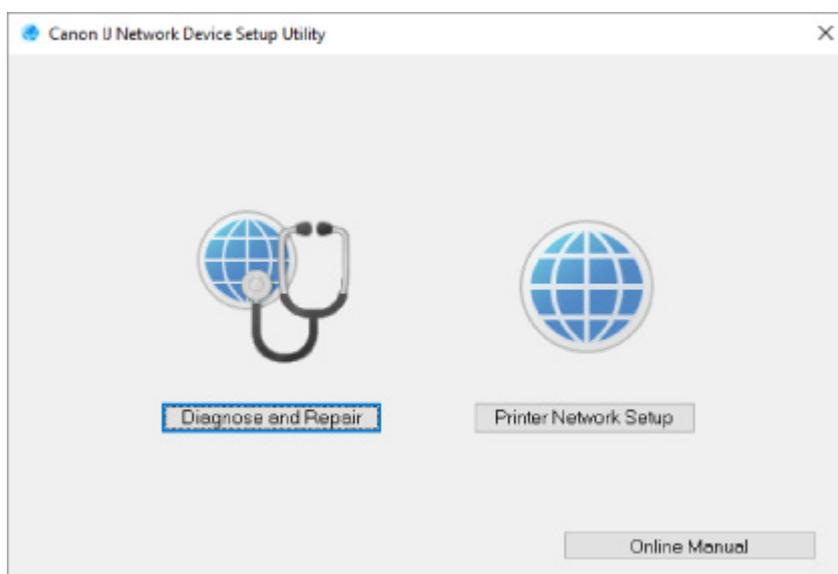 Canon IJ Network Device Setup Utility
Diagnose and Repair
Printer Network Setup
Online Manual